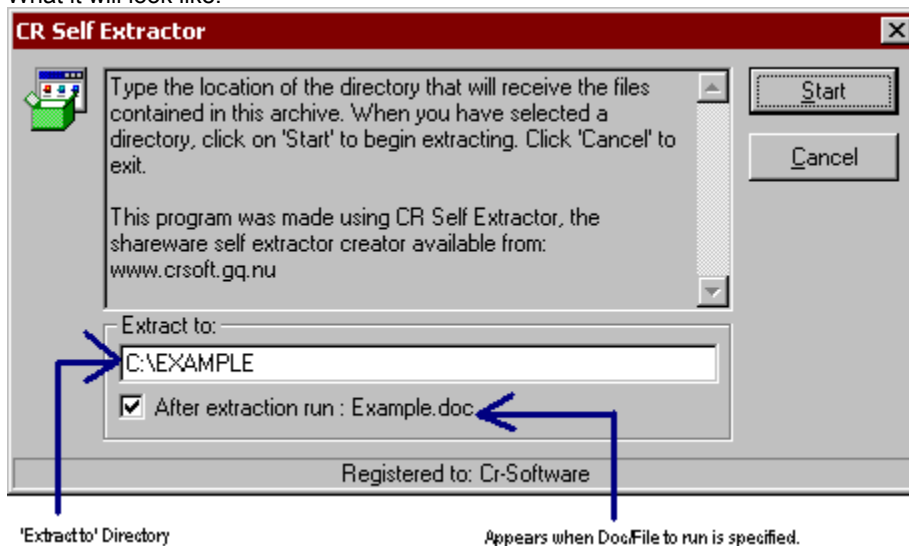 What it will look like:
CR Self Extractor
Type the location of the directory that will receive the files
contained in this archive. When you have selected a
directory, click on 'Start' to begin extracting. Click 'Cancel' to
exit.
This program was made using CR Self Extractor, the
shareware self extractor creator available from:
www.crsoft.gq.nu
Start
Cancel
Extract to:
C:\EXAMPLE
After extraction run : Example.doc
Registered to: Cr-Software
'Extract to' Directory
Appears when Doc/File to run is specified.